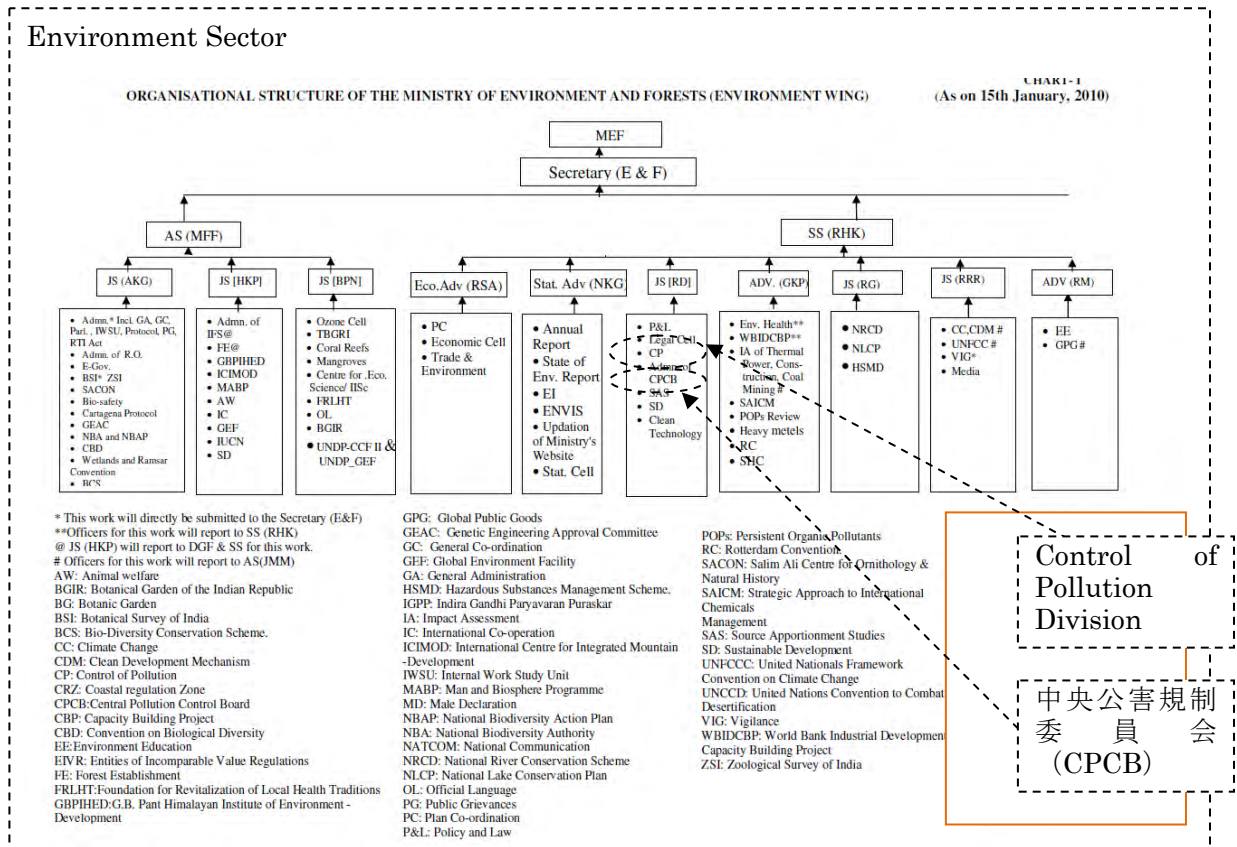 Environment Sector
CHART-1
ORGANISATIONAL STRUCTURE OF THE MINISTRY OF ENVIRONMENT AND FORESTS (ENVIRONMENT WING)
(As on 15th January, 2010)
MEF
Secretary (E & F)
AS (MFF)
SS (RHK)
JS (AKG)
JS [HKP]
JS [BPN]
Eco.Adv (RSA)
Stat. Adv (NKG)
JS [RD]
ADV. (GKP)
JS (RG)
JS (RRR)
ADV (RM)
• Admn.* Incl. GA, GC,
Parl. , IWSU, Protocol, PG,
RTI Act
• Admn. of R.O.
• E-Gov.
• BSI* ZSI
• SACON
• Bio-safety
• Cartagena Protocol
• GEAC
• NBA and NBAP
• CBD
• Wetlands and Ramsar
Convention
• BCS
• Admn. of
IFS@
• FE@
• GBPIHED
• ICIMOD
• MABP
• AW
• IC
• GEF
• IUCN
• SD
• Ozone Cell
• TBGRI
• Coral Reefs
• Mangroves
• Centre for .Eco.
Science/ IISc
• FRLHT
• OL
• BGIR
• UNDP-CCF II &
UNDP_GEF
• PC
• Economic Cell
• Trade &
Environment
• Annual
Report
• State of
Env. Report
• EI
• ENVIS
• Updation
of Ministry's
Website
• Stat. Cell
• P&L
• Legal Cell
• CP
• Admn. of
CPCB
• SAS
• SD
• Clean
Technology
• Env. Health**
• WBIDCBP**
• IA of Thermal
Power, Cons-
truction, Coal
Mining #
• SAICM
• POPs Review
• Heavy metels
• RC
• SHC
• NRCD
• NLCP
• HSMD
• CC,CDM #
• UNFCC #
• VIG*
• Media
• EE
• GPG #
* This work will directly be submitted to the Secretary (E&F)
**Officers for this work will report to SS (RHK)
@ JS (HKP) will report to DGF & SS for this work.
# Officers for this work will report to AS(JMM)
AW: Animal welfare
BGIR: Botanical Garden of the Indian Republic
BG: Botanic Garden
BSI: Botanical Survey of India
BCS: Bio-Diversity Conservation Scheme.
CC: Climate Change
CDM: Clean Development Mechanism
CP: Control of Pollution
CRZ: Coastal regulation Zone
CPCB:Central Pollution Control Board
CBP: Capacity Building Project
CBD: Convention on Biological Diversity
EE:Environment Education
EIVR: Entities of Incomparable Value Regulations
FE: Forest Establishment
FRLHT:Foundation for Revitalization of Local Health Traditions
GBPIHED:G.B. Pant Himalayan Institute of Environment -
Development
GPG: Global Public Goods
GEAC: Genetic Engineering Approval Committee
GC: General Co-ordination
GEF: Global Environment Facility
GA: General Administration
HSMD: Hazardous Substances Management Scheme.
IGPP: Indira Gandhi Paryavaran Puraskar
IA: Impact Assessment
IC: International Co-operation
ICIMOD: International Centre for Integrated Mountain
-Development
IWSU: Internal Work Study Unit
MABP: Man and Biosphere Programme
MD: Male Declaration
NBAP: National Biodiversity Action Plan
NBA: National Biodiversity Authority
NATCOM: National Communication
NRCD: National River Conservation Scheme
NLCP: National Lake Conservation Plan
OL: Official Language
PG: Public Grievances
PC: Plan Co-ordination
P&L: Policy and Law
POPs: Persistent Organic Pollutants
RC: Rotterdam Convention
SACON: Salim Ali Centre for Ornithology &
Natural History
SAICM: Strategic Approach to International
Chemicals
Management
SAS: Source Apportionment Studies
SD: Sustainable Development
UNFCCC: United Nationals Framework
Convention on Climate Change
UNCCD: United Nations Convention to Combat
Desertification
VIG: Vigilance
WBIDCBP: World Bank Industrial Development
Capacity Building Project
ZSI: Zoological Survey of India
Control of
Pollution
Division
中央公害規制
委員会
（CPCB）